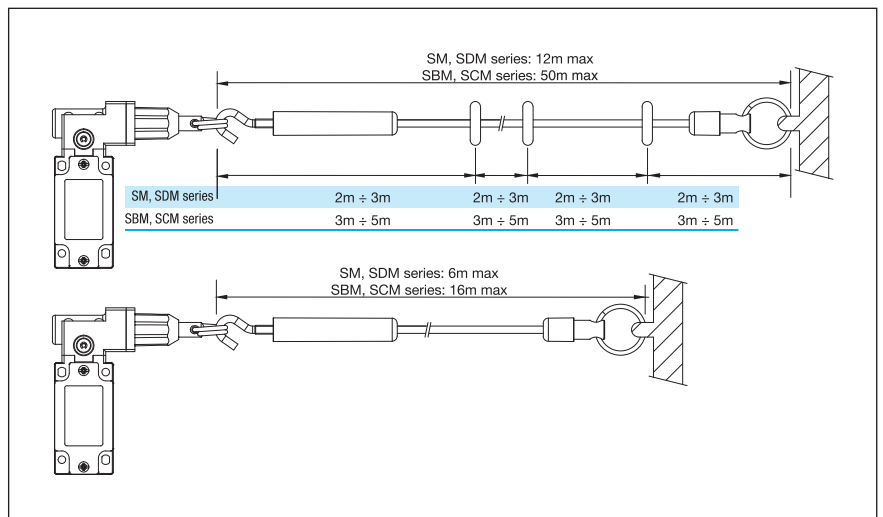 SM, SDM series: 12m max
SBM, SCM series: 50m max
SM, SDM series 2m ÷ 3m 2m ÷ 3m 2m ÷ 3m 2m ÷ 3m
SBM, SCM series 3m ÷ 5m 3m ÷ 5m 3m ÷ 5m 3m ÷ 5m
SM, SDM series: 6m max
SBM, SCM series: 16m max